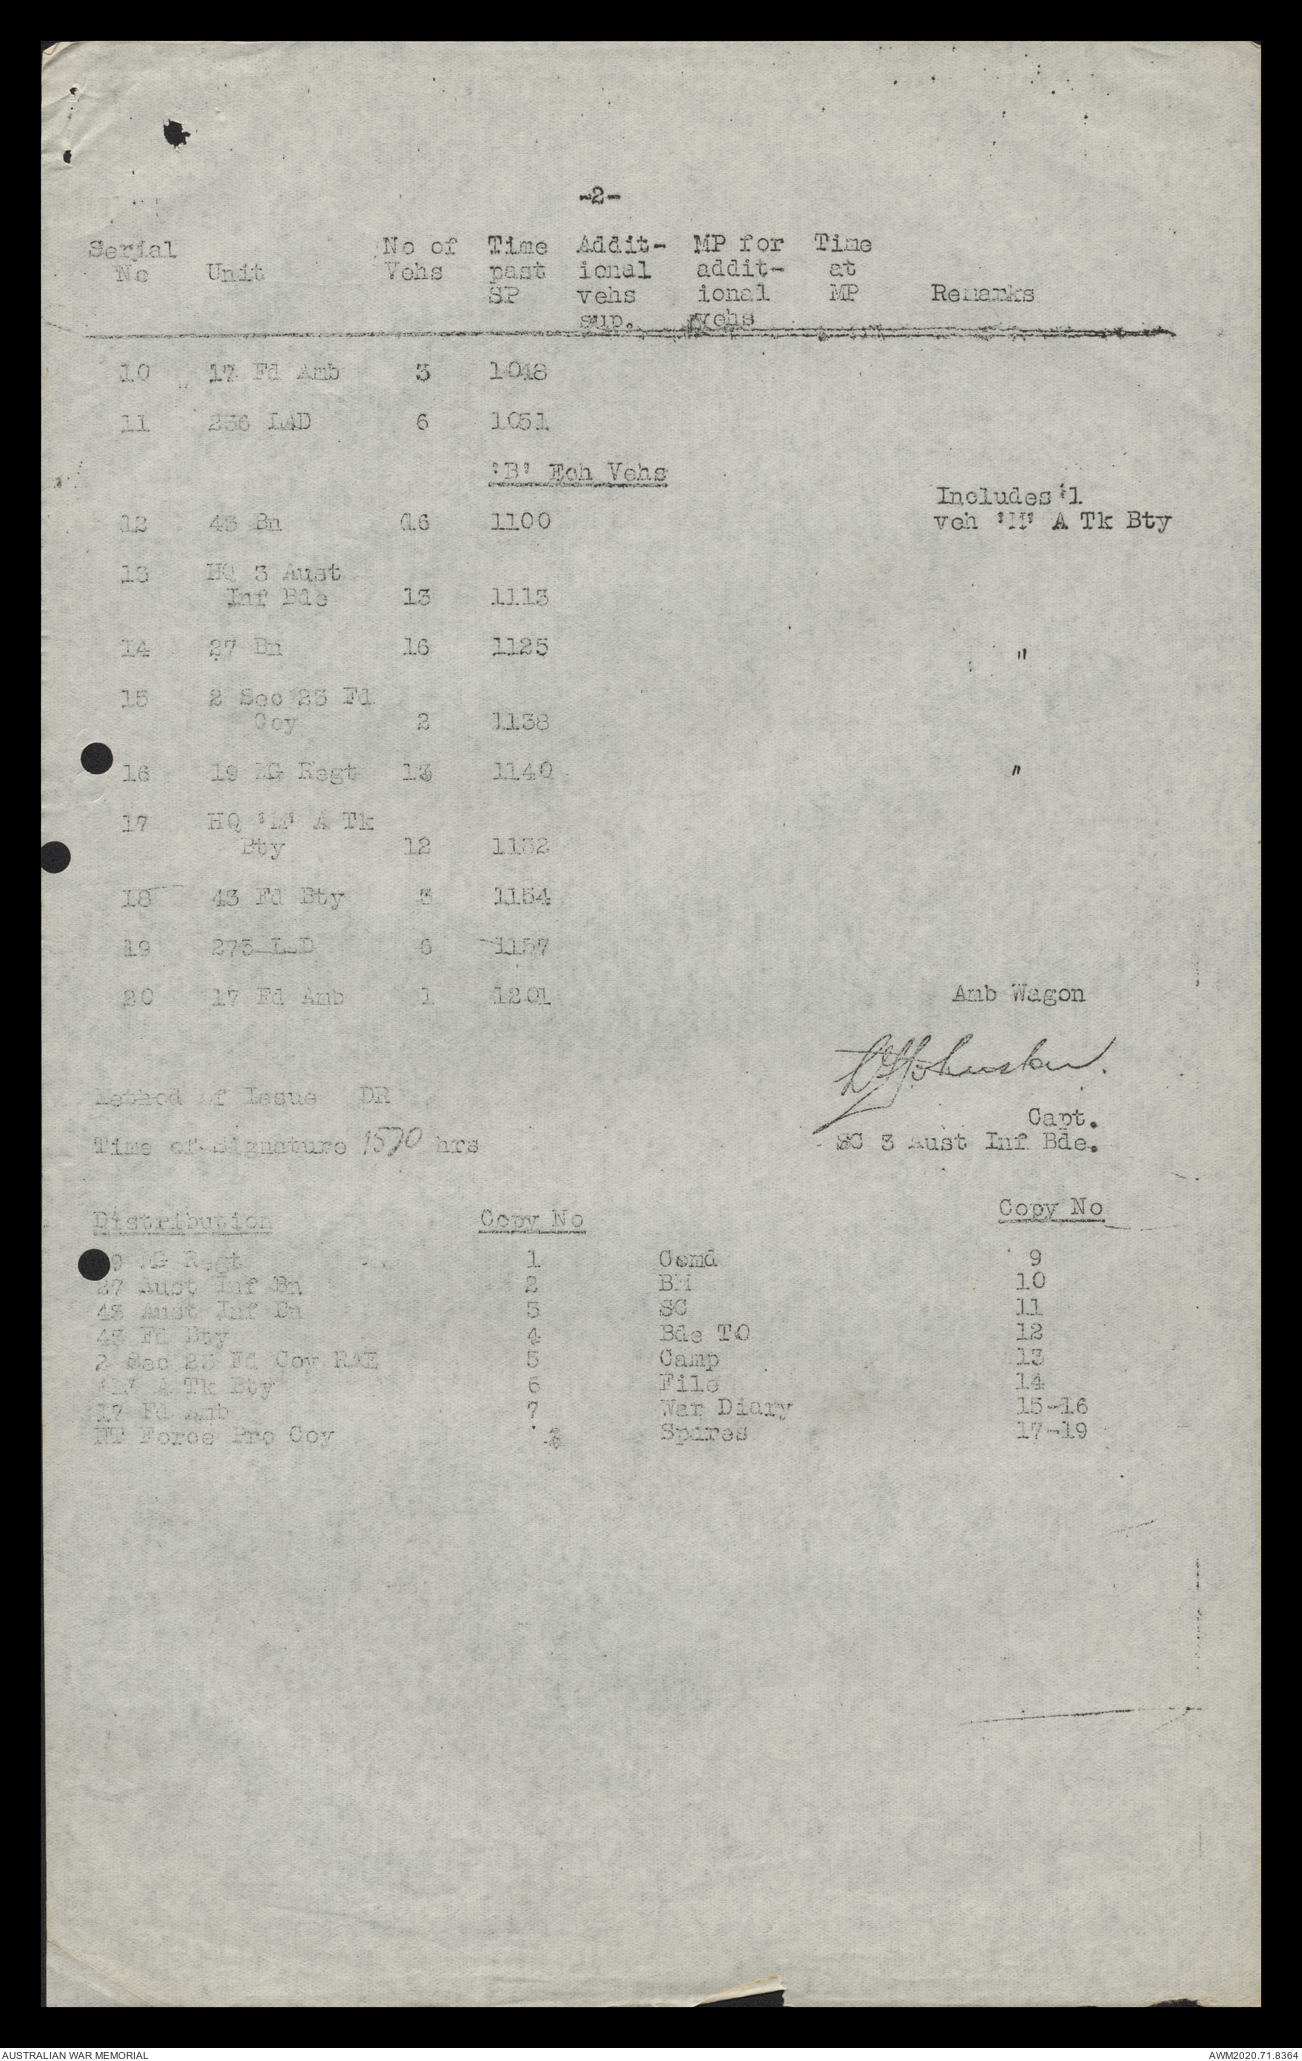 -2-
Serial No of Time Addit- MP for Time
No Unit Vehs past ional addit- at
SP vehs ional MP Remarks
sup. vehs
10 17 Fd Amb 3 1048
11 236 LAD 6 1051
'B' Ech Vehs
Includes 1
12 43 Bn 16 1100 veh 'M' A Tk Bty
13 HQ 3 Aust
Inf Bde 13 1113
14 27 Bn 16 1125 "
15 2 Sec 23 Fd
Coy 2 1138
16 19 MG Regt 13 1140 "
17 HQ 'M' A Tk
Bty 12 1152
18 43 Fd Bty 3 1154
19 275 LAD 6 1157
20 17 Fd Amb 1 1201 Amb Wagon
Method of Issue DR
Capt.
Time of Signature hrs SC 3 Aust Inf Bde.
Distribution Copy No Copy No
9 MG Regt 1 Comd 9
27 Aust Inf Bn 2 BM 10
43 Aust Inf Bn 3 SC 11
43 Fd Bty 4 Bde TO 12
2 Sec 23 Fd Coy RAE 5 Camp 13
'M' A Tk Bty 6 File 14
17 Fd Amb 7 War Diary 15-16
NT Force Pro Coy Spares 17-19
AUSTRALIAN WAR MEMORIAL AWM2020.71.8364